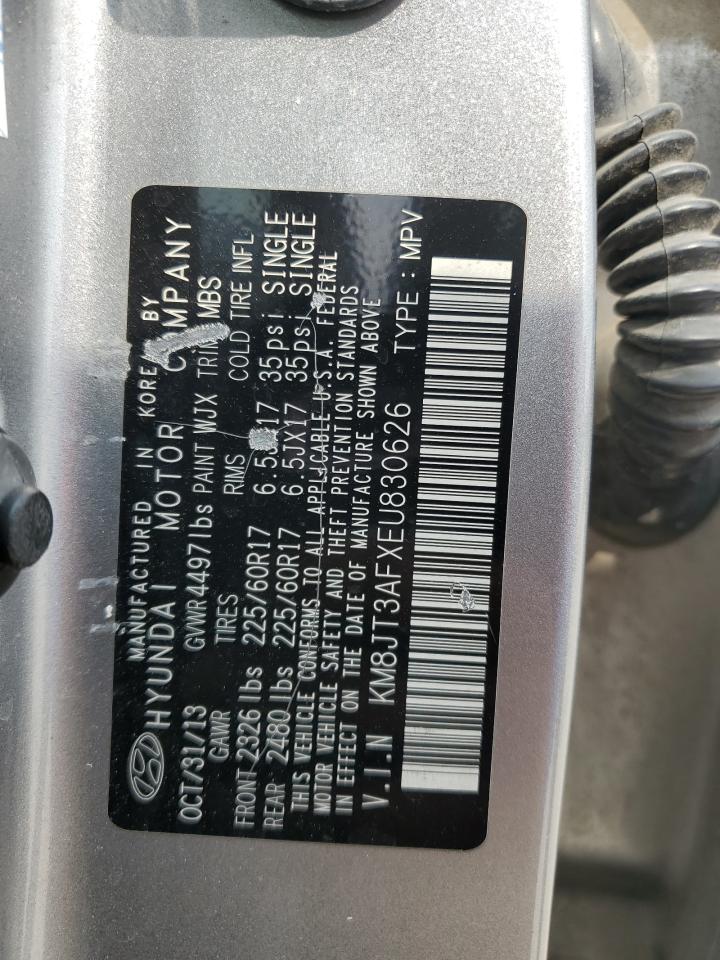 MANUFACTURED IN KOREA BY
HYUNDAI MOTOR COMPANY
OCT/31/13 GVWR 4497lbs PAINT WJX TRIM MBS
GAWR TIRES RIMS COLD TIRE INFL
FRONT 2326 lbs 225/60R17 6.5JX17 35psi SINGLE
REAR 2480 lbs 225/60R17 6.5JX17 35psi SINGLE
THIS VEHICLE CONFORMS TO ALL APPLICABLE U.S.A. FEDERAL
MOTOR VEHICLE SAFETY AND THEFT PREVENTION STANDARDS
IN EFFECT ON THE DATE OF MANUFACTURE SHOWN ABOVE
V.I.N KM8JT3AFXEU830626 TYPE : MPV